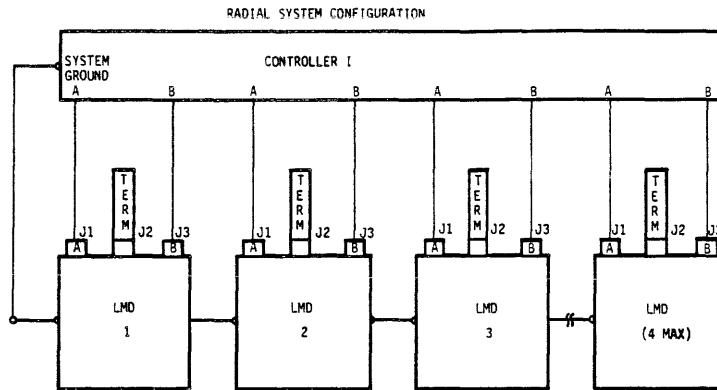 RADIAL SYSTEM CONFIGURATION
SYSTEM GROUND
CONTROLLER I
A B A B A B A B
TERM TERM TERM TERM
J1 J2 J3 J1 J2 J3 J1 J2 J3 J1 J2
A B A B A B A B
LMD LMD LMD LMD
1 2 3 (4 MAX)